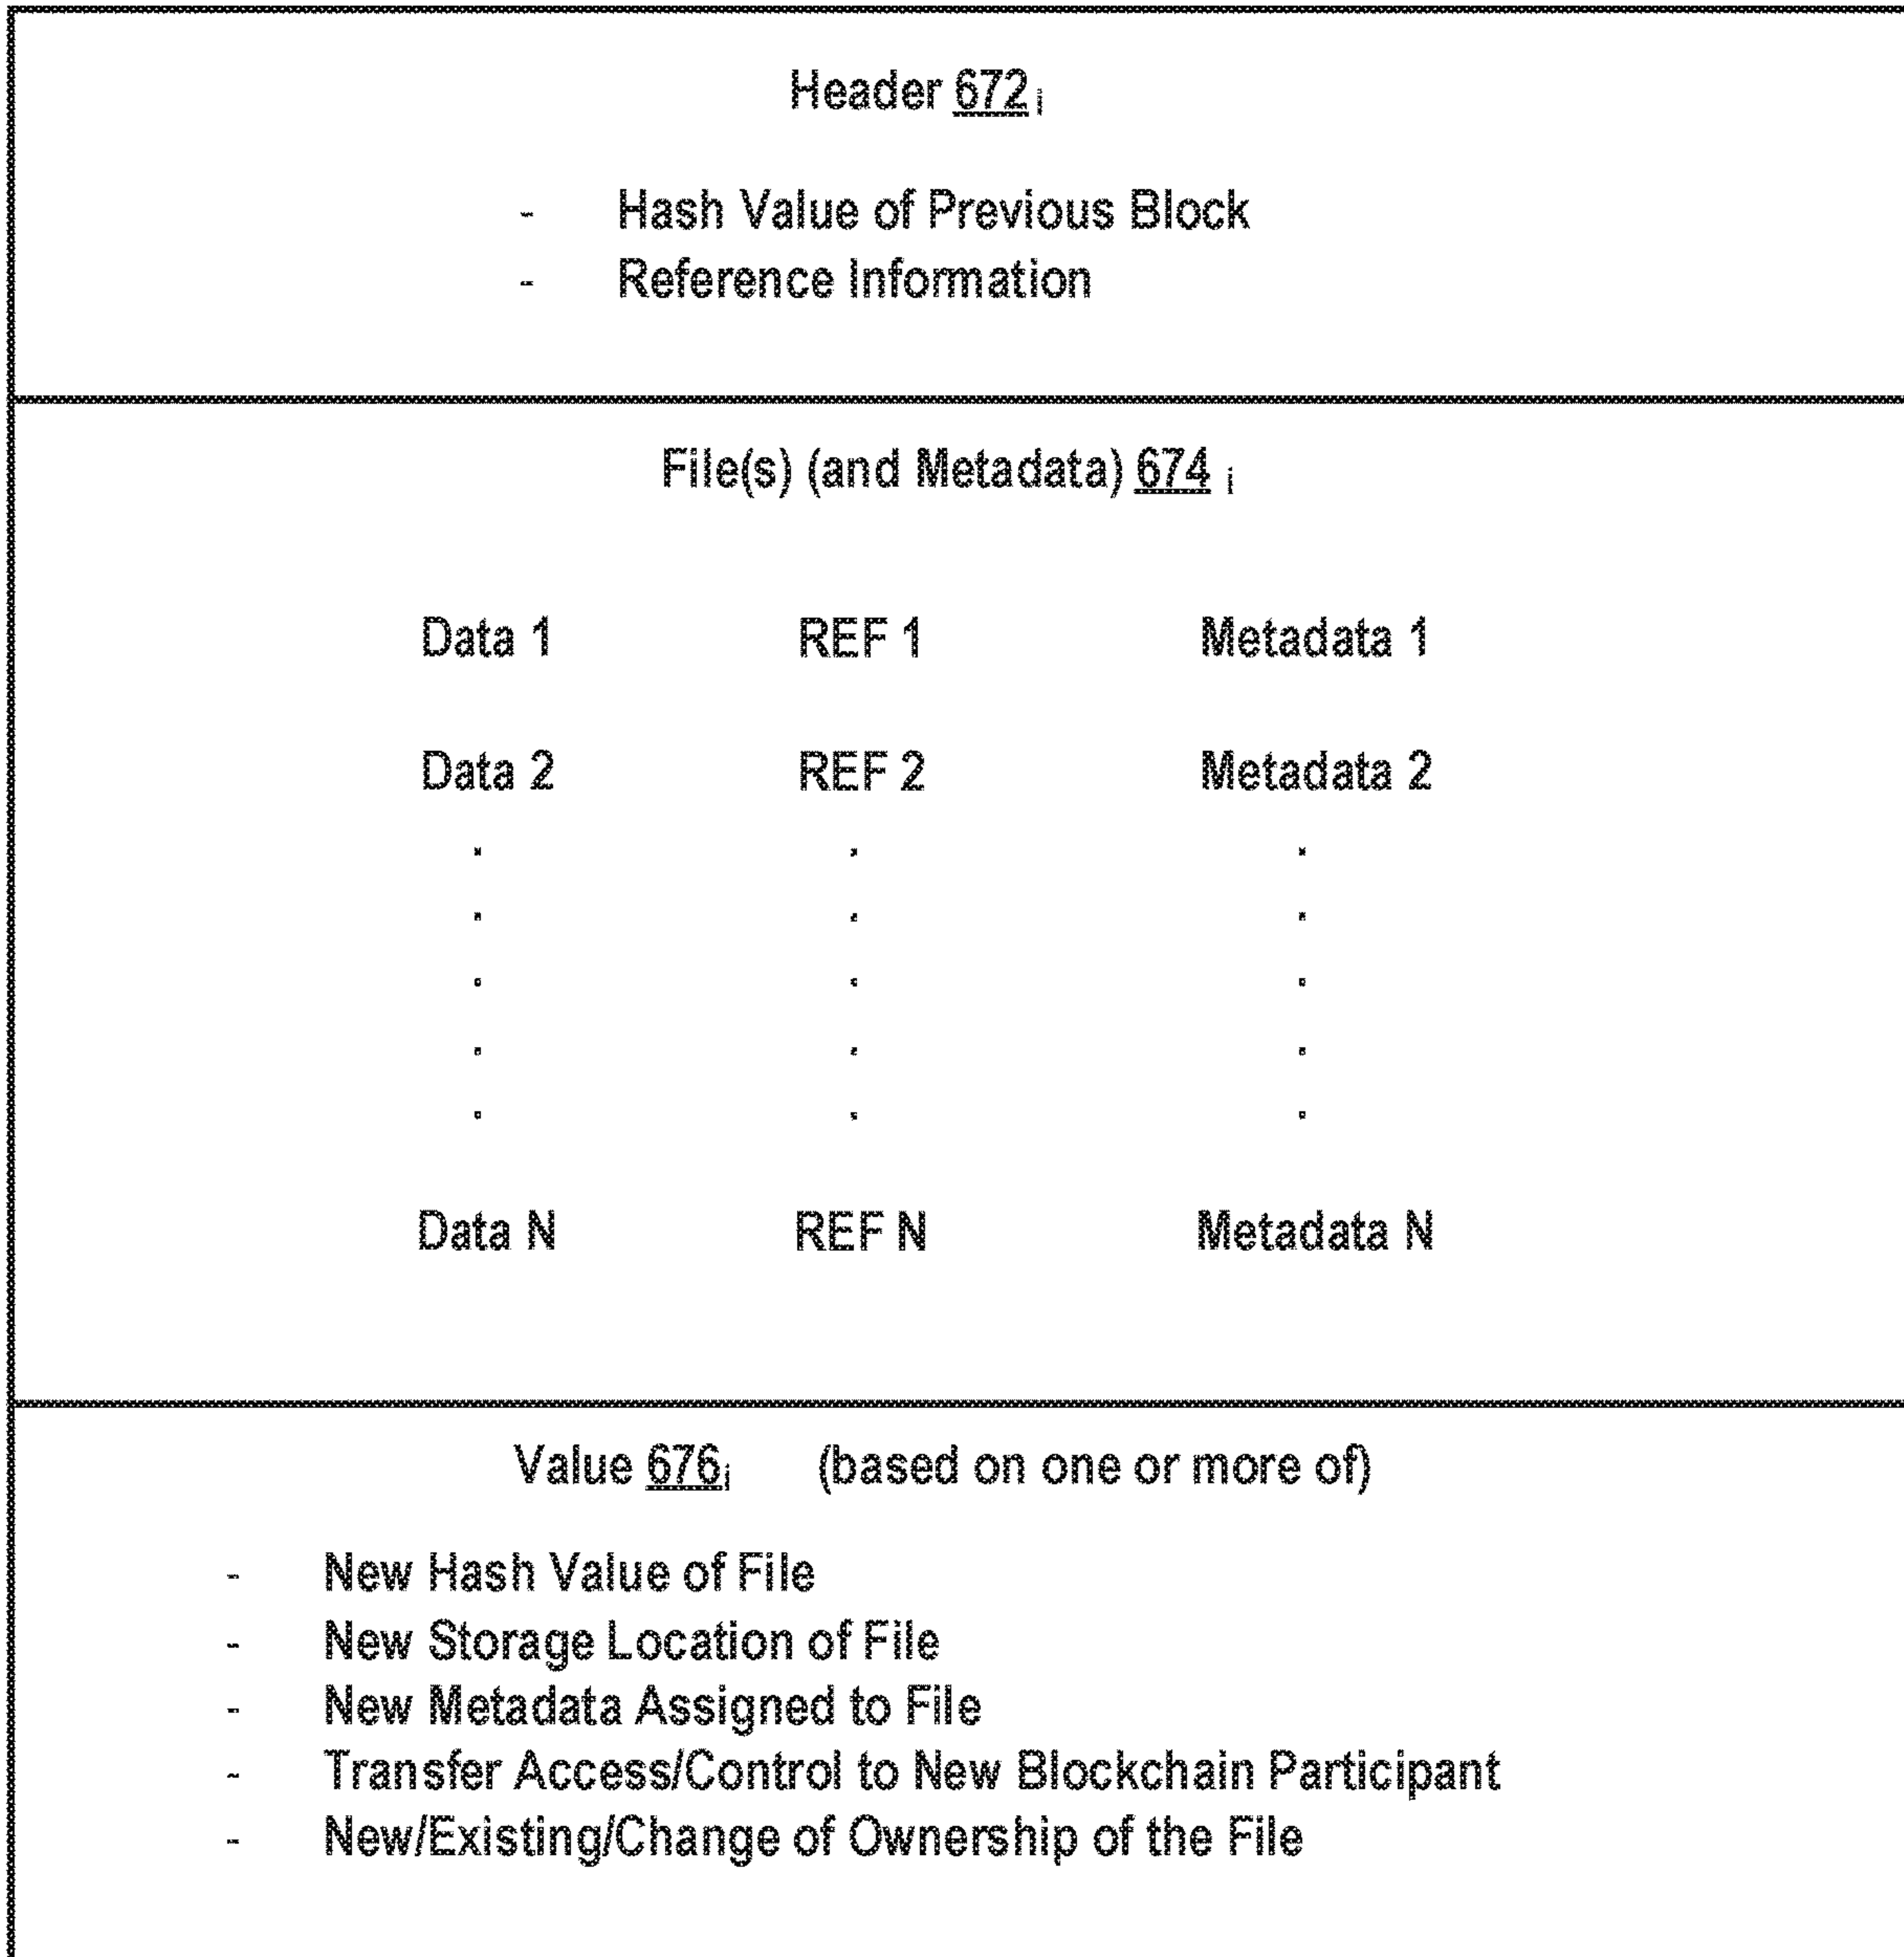 Header 672 i
- Hash Value of Previous Block
- Reference Information
File(s) (and Metadata) 674 i
Data 1 REF 1 Metadata 1
Data 2 REF 2 Metadata 2
. . .
. . .
. . .
. . .
. . .
Data N REF N Metadata N
Value 676i (based on one or more of)
- New Hash Value of File
- New Storage Location of File
- New Metadata Assigned to File
- Transfer Access/Control to New Blockchain Participant
- New/Existing/Change of Ownership of the File